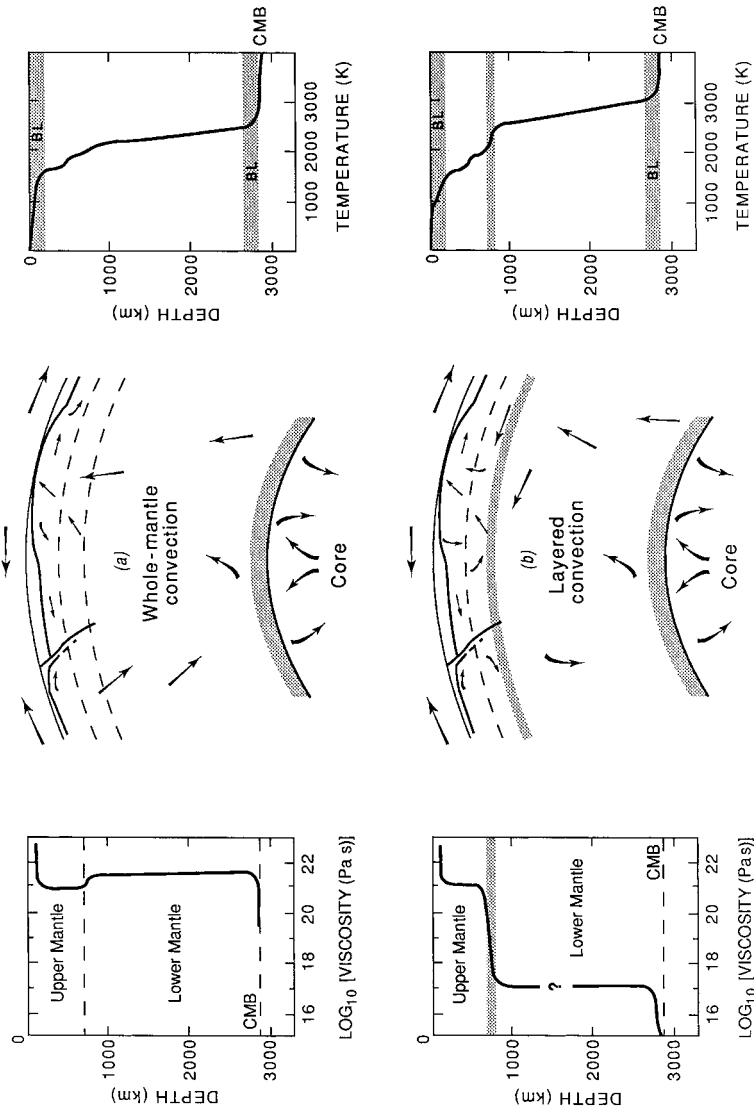 DEPTH (km)
0
1000
2000
3000
Upper Mantle
Lower Mantle
CMB
16
18
20
22
LOG10 [VISCOSITY (Pa s)]
(a)
Whole-mantle
convection
Core
DEPTH (km)
0
1000
2000
3000
BL
BL
CMB
1000
2000
3000
TEMPERATURE (K)
DEPTH (km)
0
1000
2000
3000
Upper Mantle
?
Lower Mantle
CMB
16
18
20
22
LOG10 [VISCOSITY (Pa s)]
(b)
Layered
convection
Core
DEPTH (km)
0
1000
2000
3000
BL
BL
CMB
1000
2000
3000
TEMPERATURE (K)